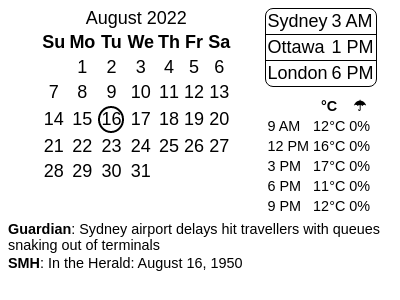 August 2022
Su Mo Tu We Th Fr Sa
1 2 3 4 5 6
7 8 9 10 11 12 13
14 15 16 17 18 19 20
21 22 23 24 25 26 27
28 29 30 31
Sydney 3 AM
Ottawa 1 PM
London 6 PM
°C ☂
9 AM 12°C 0%
12 PM 16°C 0%
3 PM 17°C 0%
6 PM 11°C 0%
9 PM 12°C 0%
Guardian: Sydney airport delays hit travellers with queues
snaking out of terminals
SMH: In the Herald: August 16, 1950